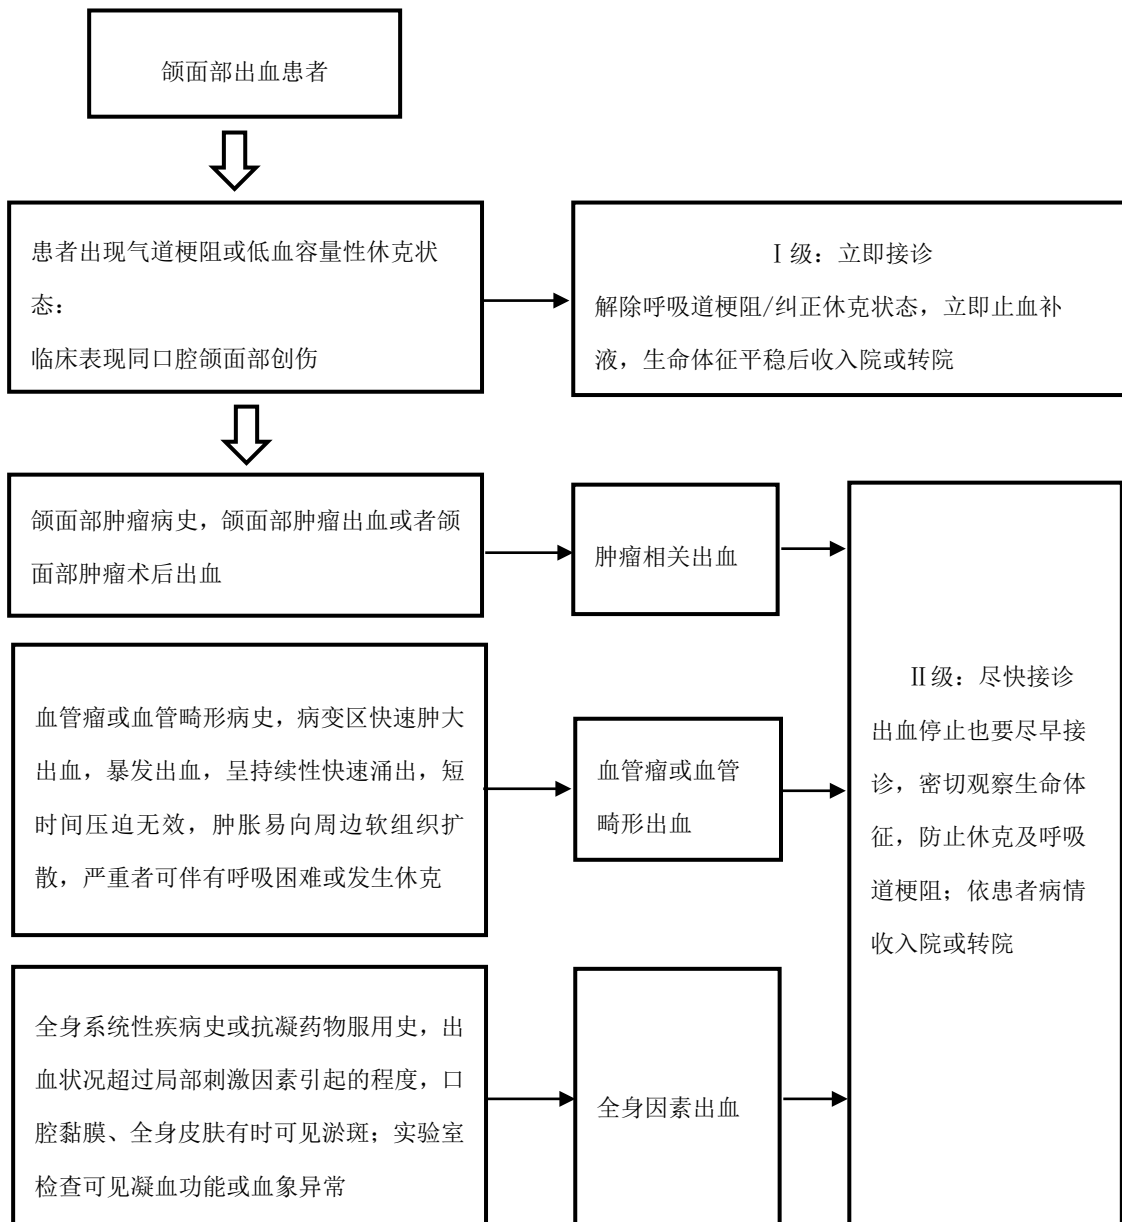 颌面部出血患者
患者出现气道梗阻或低血容量性休克状
态：
临床表现同口腔颌面部创伤
Ⅰ级：立即接诊
解除呼吸道梗阻/纠正休克状态，立即止血补
液，生命体征平稳后收入院或转院
颌面部肿瘤病史，颌面部肿瘤出血或者颌
面部肿瘤术后出血
肿瘤相关出血
血管瘤或血管畸形病史，病变区快速肿大
出血，暴发出血，呈持续性快速涌出，短
时间压迫无效，肿胀易向周边软组织扩
散，严重者可伴有呼吸困难或发生休克
血管瘤或血管
畸形出血
全身系统性疾病史或抗凝药物服用史，出
血状况超过局部刺激因素引起的程度，口
腔黏膜、全身皮肤有时可见淤斑；实验室
检查可见凝血功能或血象异常
全身因素出血
Ⅱ级：尽快接诊
出血停止也要尽早接
诊，密切观察生命体
征，防止休克及呼吸
道梗阻；依患者病情
收入院或转院